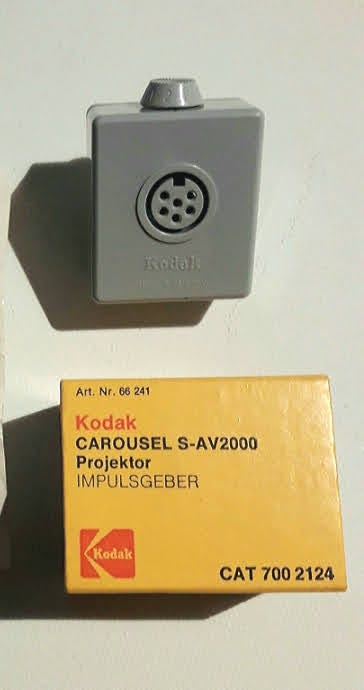 Kodak
Art. Nr. 66 241
Kodak
CAROUSEL S-AV2000
Projektor
IMPULSGEBER
Kodak
CAT 700 2124